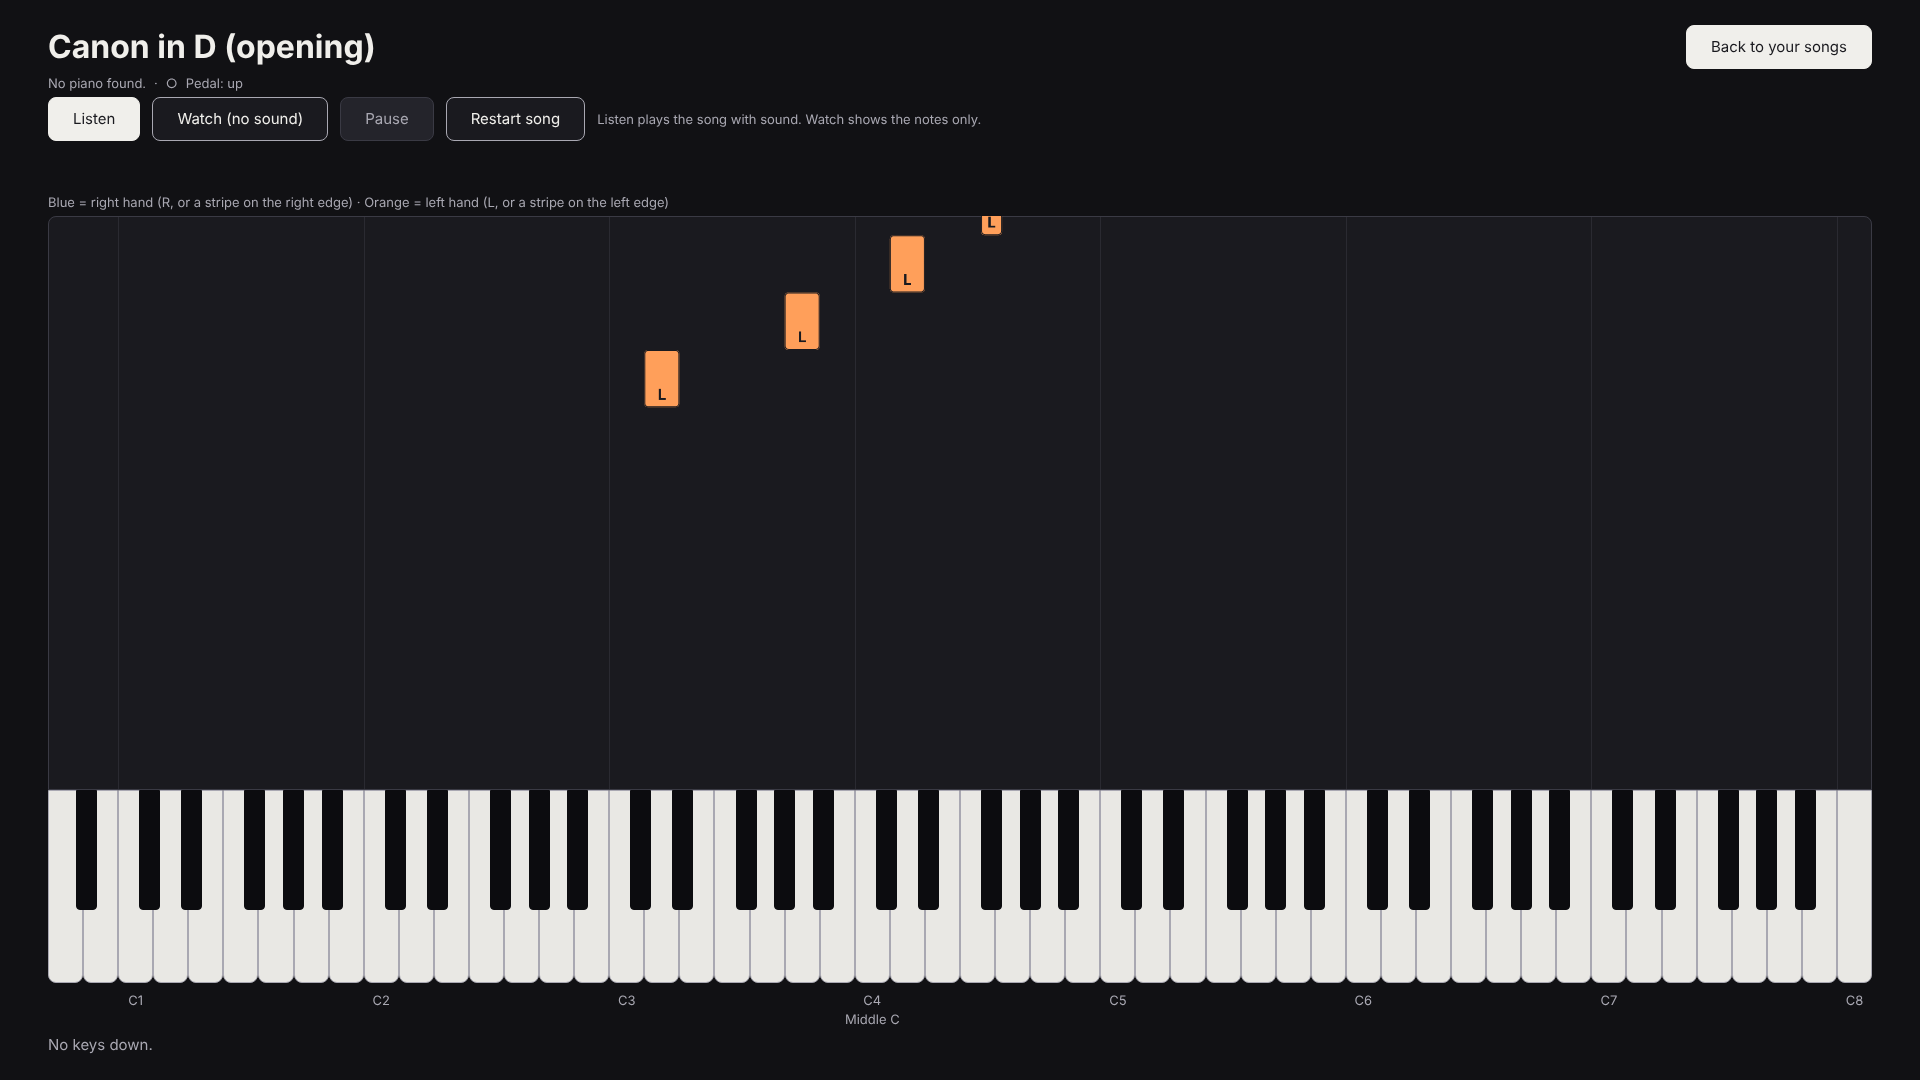 Canon in D (opening)
Back to your songs
No piano found. · Pedal: up
Listen
Watch (no sound)
Pause
Restart song
Listen plays the song with sound. Watch shows the notes only.
Blue = right hand (R, or a stripe on the right edge) · Orange = left hand (L, or a stripe on the left edge)
L
L
L
L
C1 C2 C3 C4 C5 C6 C7 C8
Middle C
No keys down.